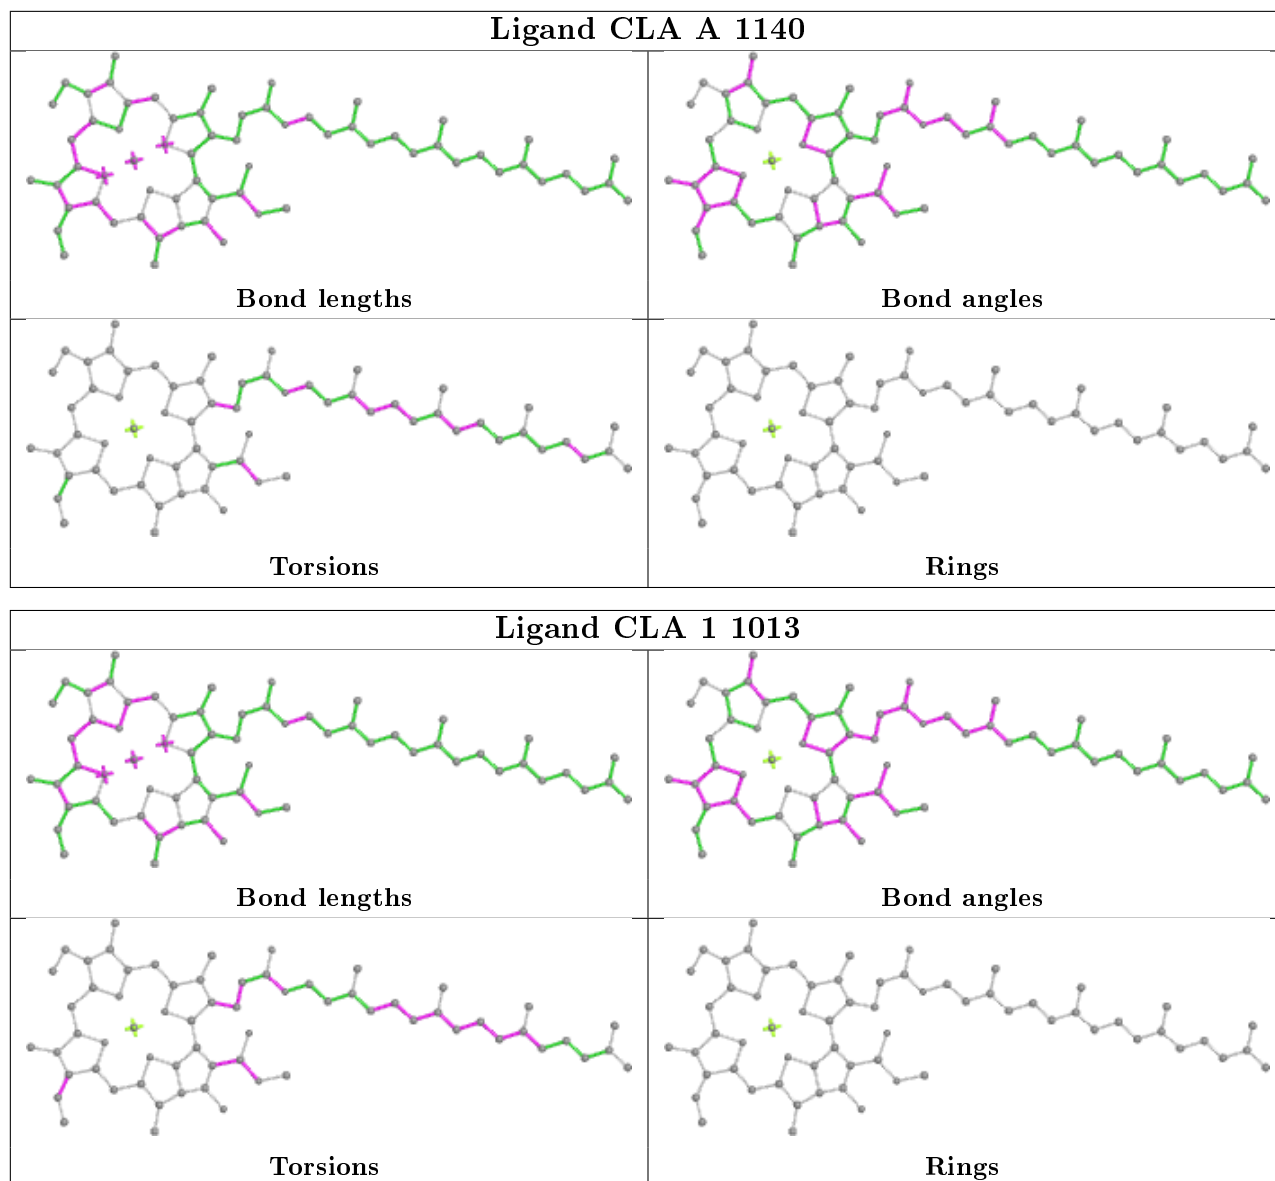 Ligand CLA A 1140
Bond lengths
Bond angles
Torsions
Rings
Ligand CLA 1 1013
Bond lengths
Bond angles
Torsions
Rings